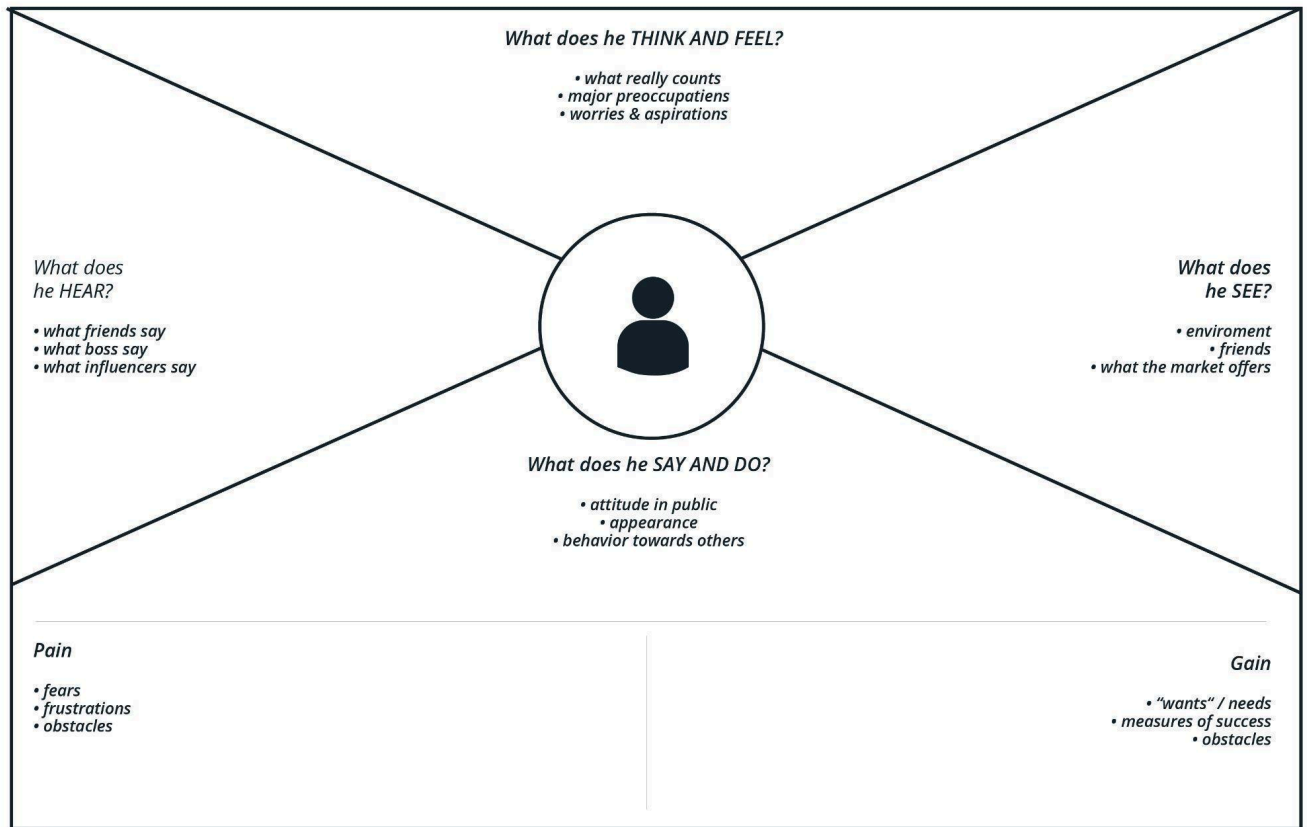 What does he THINK AND FEEL?
• what really counts
• major preoccupatiens
• worries & aspirations
What does
he HEAR?
• what friends say
• what boss say
• what influencers say
What does
he SEE?
• enviroment
• friends
• what the market offers
What does he SAY AND DO?
• attitude in public
• appearance
• behavior towards others
Pain
• fears
• frustrations
• obstacles
Gain
• “wants“ / needs
• measures of success
• obstacles